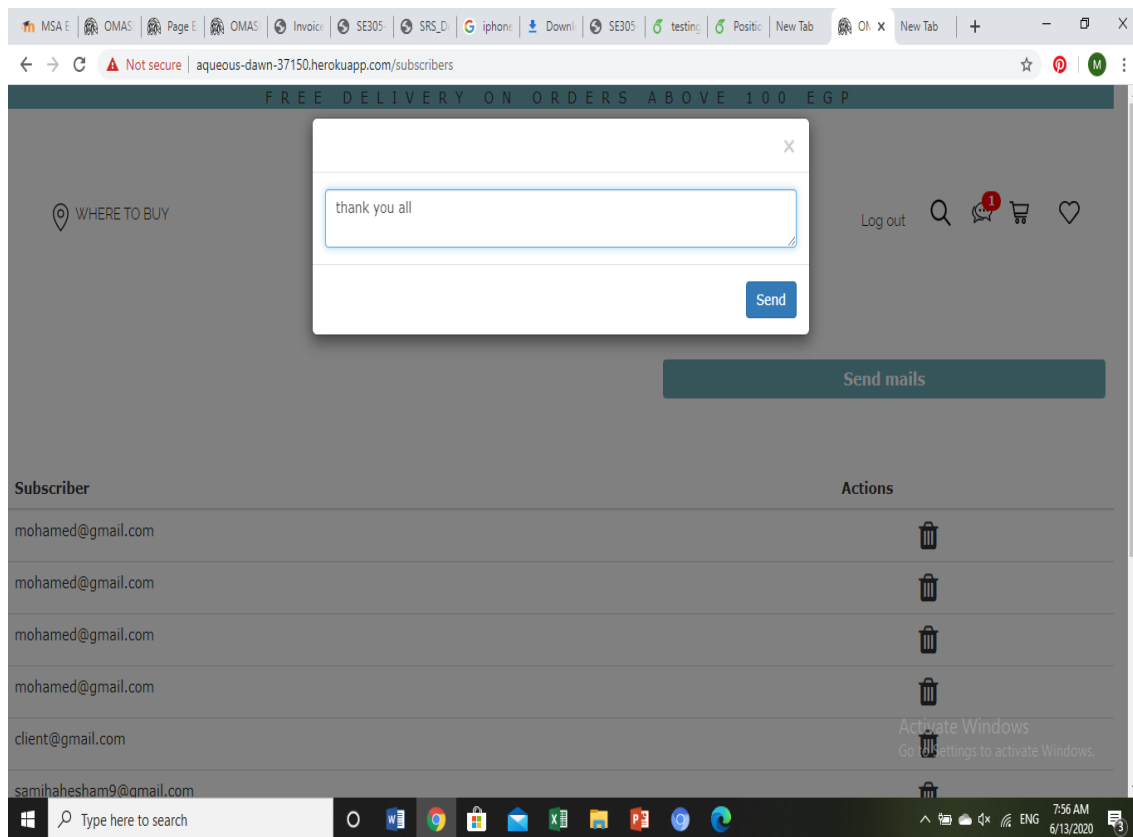 MSA E
OMAS
Page E
OMAS
Invoice
SE305-
SRS_D
iphone
Downl
SE305-
testing
Positio
New Tab
ON
New Tab
Not secure
aqueous-dawn-37150.herokuapp.com/subscribers
M
FREE DELIVERY ON ORDERS ABOVE 100 EGP
×
WHERE TO BUY
thank you all
Log out
1
Send
Send mails
Subscriber Actions
mohamed@gmail.com
mohamed@gmail.com
mohamed@gmail.com
mohamed@gmail.com
client@gmail.com
samihahesham9@gmail.com
Activate Windows
Go to Settings to activate Windows.
Type here to search
ENG
7:56 AM
6/13/2020
3